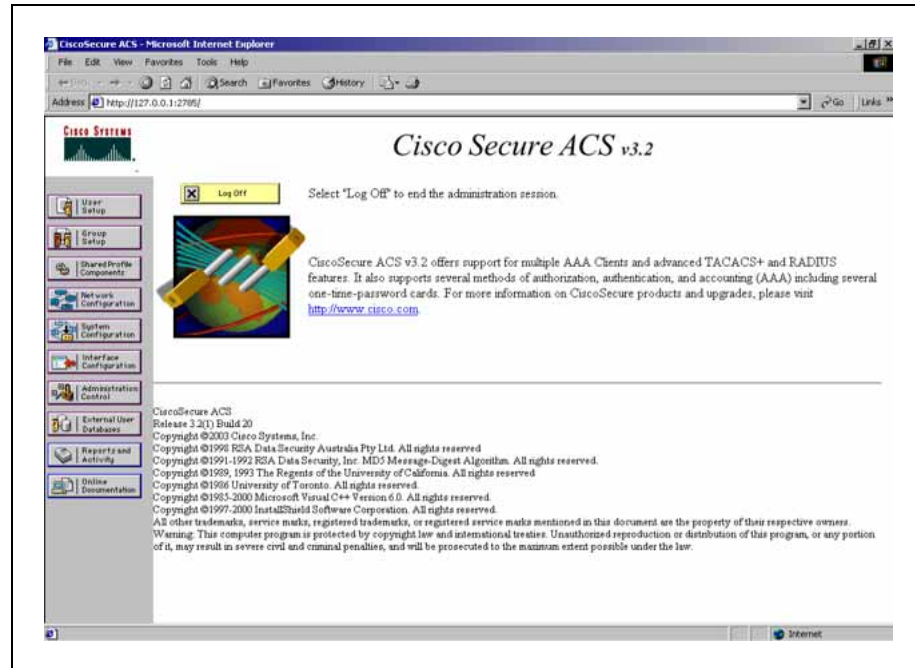 CiscoSecure ACS - Microsoft Internet Explorer
File Edit View Favorites Tools Help
Search Favorites History
Address http://127.0.0.1:2785/ Go Links »
CISCO SYSTEMS
Cisco Secure ACS v3.2
Log Off
Select "Log Off" to end the administration session.
User Setup
Group Setup
Shared Profile Components
Network Configuration
System Configuration
Interface Configuration
Administration Control
External User Databases
Reports and Activity
Online Documentation
CiscoSecure ACS v3.2 offers support for multiple AAA Clients and advanced TACACS+ and RADIUS
features. It also supports several methods of authorization, authentication, and accounting (AAA) including several
one-time-password cards. For more information on CiscoSecure products and upgrades, please visit
http://www.cisco.com.
CiscoSecure ACS
Release 3.2(1) Build 20
Copyright ©2003 Cisco Systems, Inc.
Copyright ©1998 RSA Data Security Australia Pty Ltd. All rights reserved
Copyright ©1991-1992 RSA Data Security, Inc. MD5 Message-Digest Algorithm. All rights reserved.
Copyright ©1989, 1993 The Regents of the University of California. All rights reserved
Copyright ©1986 University of Toronto. All rights reserved.
Copyright ©1985-2000 Microsoft Visual C++ Version 6.0. All rights reserved.
Copyright ©1997-2000 InstallShield Software Corporation. All rights reserved.
All other trademarks, service marks, registered trademarks, or registered service marks mentioned in this document are the property of their respective owners.
Warning: This computer program is protected by copyright law and international treaties. Unauthorized reproduction or distribution of this program, or any portion
of it, may result in severe civil and criminal penalties, and will be prosecuted to the maximum extent possible under the law.
Internet